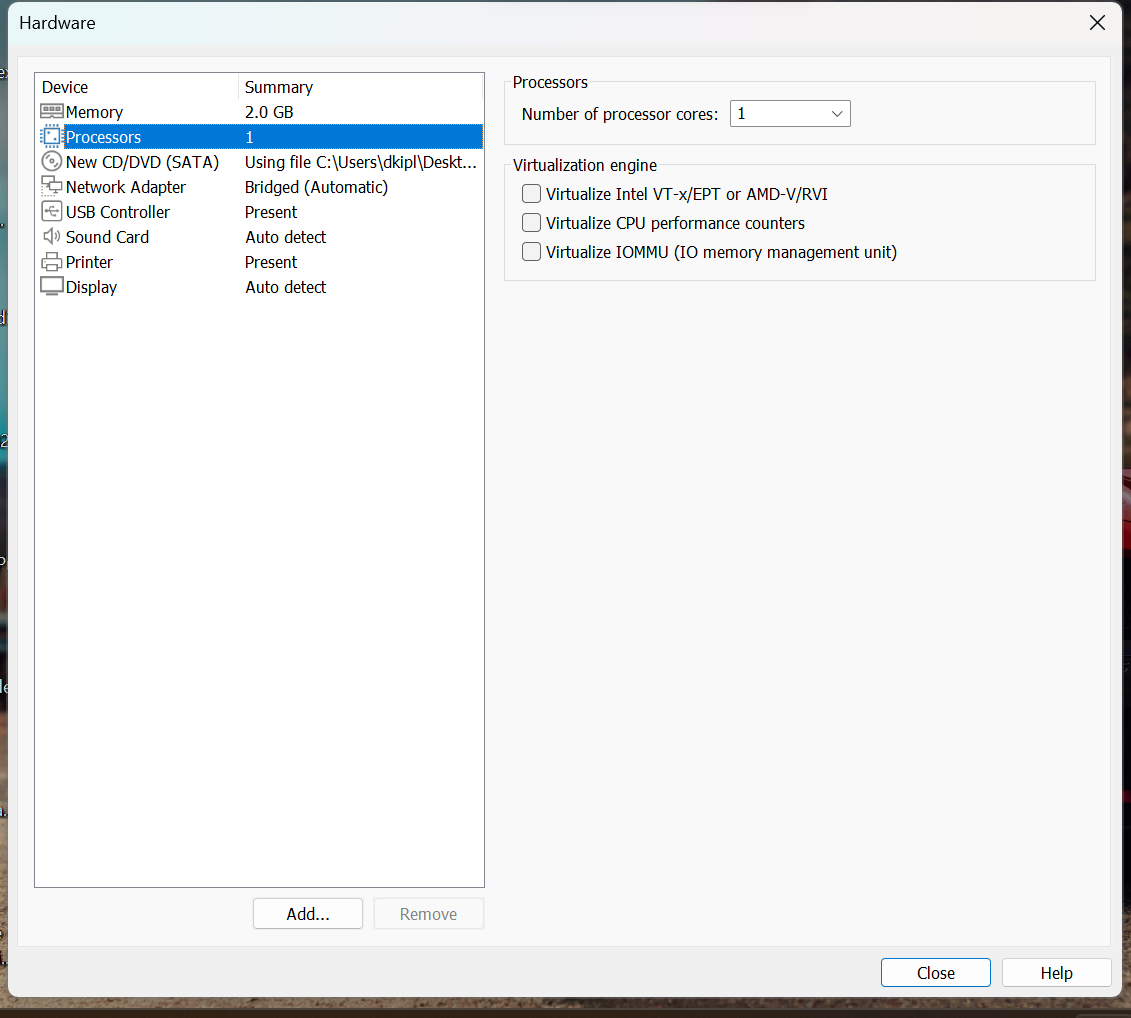 Hardware
Device Summary
Memory 2.0 GB
Processors 1
New CD/DVD (SATA) Using file C:\Users\dkipl\Deskt...
Network Adapter Bridged (Automatic)
USB Controller Present
Sound Card Auto detect
Printer Present
Display Auto detect
Add...
Remove
Processors
Number of processor cores: 1
Virtualization engine
Virtualize Intel VT-x/EPT or AMD-V/RVI
Virtualize CPU performance counters
Virtualize IOMMU (IO memory management unit)
Close
Help